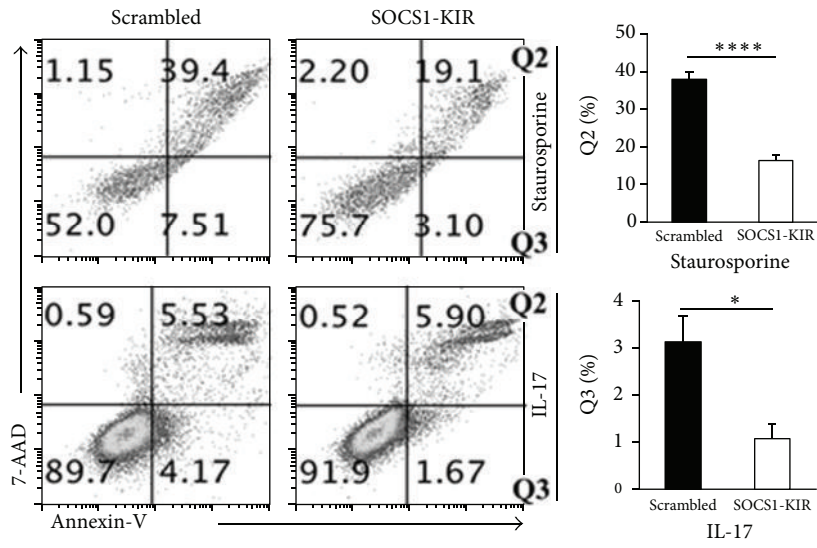 Scrambled SOCS1-KIR
1.15 39.4 2.20 19.1 Q2
52.0 7.51 75.7 3.10 Q3
Staurosporine
0.59 5.53 0.52 5.90 Q2
89.7 4.17 91.9 1.67 Q3
IL-17
7-AAD
Annexin-V
****
50
40
30
20
10
0
Q2 (%)
Scrambled SOCS1-KIR
Staurosporine
*
4
3
2
1
0
Q3 (%)
Scrambled SOCS1-KIR
IL-17